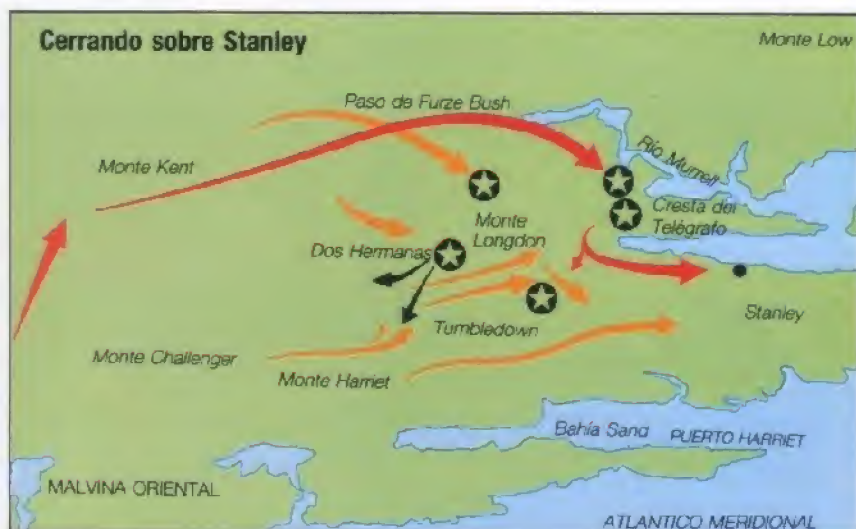 Cerrando sobre Stanley
Monte Low
Paso de Furze Bush
Río Murrell
Monte Kent
Cresta del
Telégrafo
Monte
Longdon
Dos Hermanas
Stanley
Tumbledown
Monte Challenger
Monte Harriet
Bahía Sand
PUERTO HARRIET
MALVINA ORIENTAL
ATLANTICO MERIDIONAL